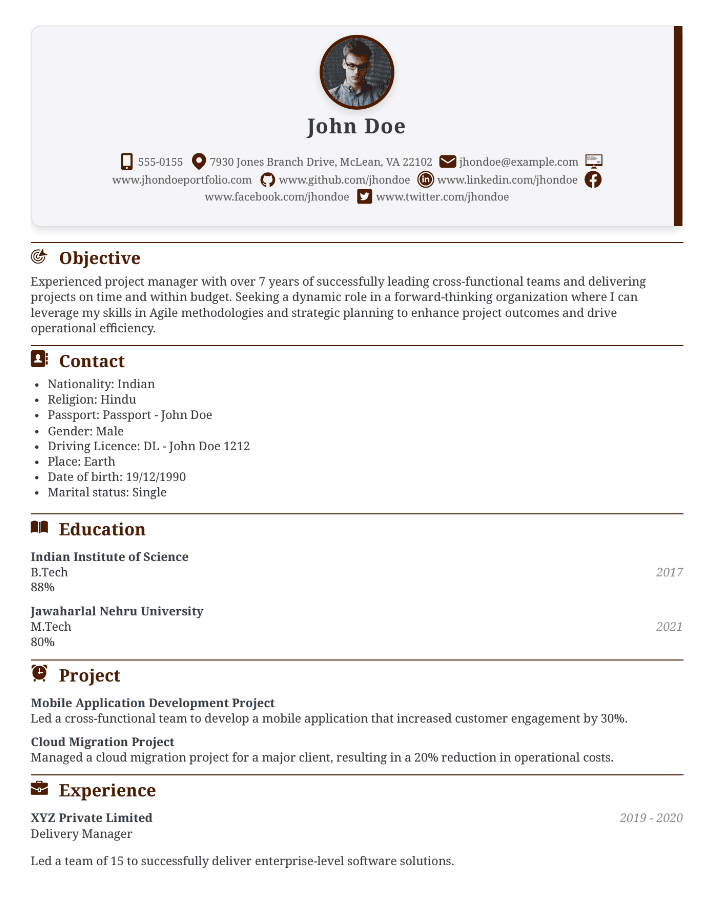 John Doe
555-0155 7930 Jones Branch Drive, McLean, VA 22102 jhondoe@example.com
www.jhondoeportfolio.com www.github.com/jhondoe www.linkedin.com/jhondoe
www.facebook.com/jhondoe www.twitter.com/jhondoe
Objective
Experienced project manager with over 7 years of successfully leading cross-functional teams and delivering
projects on time and within budget. Seeking a dynamic role in a forward-thinking organization where I can
leverage my skills in Agile methodologies and strategic planning to enhance project outcomes and drive
operational efficiency.
Contact
• Nationality: Indian
• Religion: Hindu
• Passport: Passport - John Doe
• Gender: Male
• Driving Licence: DL - John Doe 1212
• Place: Earth
• Date of birth: 19/12/1990
• Marital status: Single
Education
Indian Institute of Science
B.Tech 2017
88%
Jawaharlal Nehru University
M.Tech 2021
80%
Project
Mobile Application Development Project
Led a cross-functional team to develop a mobile application that increased customer engagement by 30%.
Cloud Migration Project
Managed a cloud migration project for a major client, resulting in a 20% reduction in operational costs.
Experience
XYZ Private Limited 2019 - 2020
Delivery Manager
Led a team of 15 to successfully deliver enterprise-level software solutions.